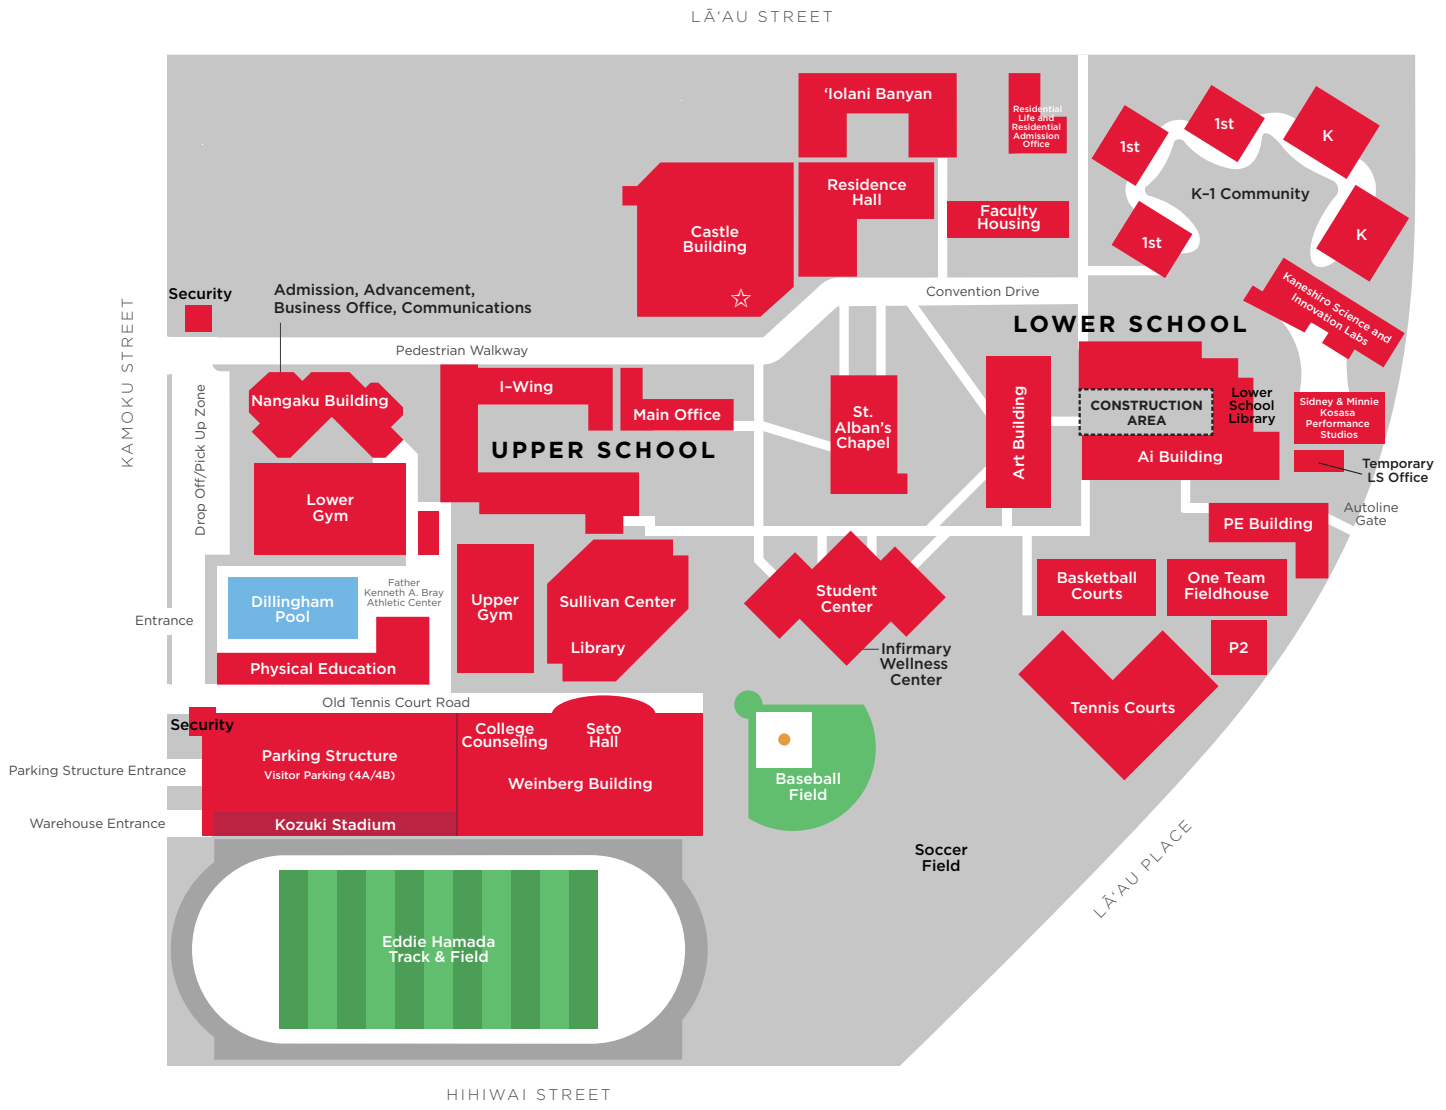 LĀ‘AU STREET
‘Iolani Banyan
Residential
Life and
Residential
Admission
Office
1st
1st
K
1st
K
K–1 Community
Residence
Hall
Faculty
Housing
Castle
Building
Kaneshiro Science and
Innovation Labs
Security
Admission, Advancement,
Business Office, Communications
Convention Drive
LOWER SCHOOL
KAMOKU STREET
Pedestrian Walkway
Drop Off/Pick Up Zone
Nangaku Building
I–Wing
Main Office
UPPER SCHOOL
St.
Alban’s
Chapel
Art Building
CONSTRUCTION
AREA
Lower
School
Library
Ai Building
Sidney & Minnie
Kosasa
Performance
Studios
Temporary
LS Office
Autoline
Gate
PE Building
Lower
Gym
Father
Kenneth A. Bray
Athletic Center
Dillingham
Pool
Entrance
Physical Education
Upper
Gym
Sullivan Center
Library
Student
Center
Infirmary
Wellness
Center
Basketball
Courts
One Team
Fieldhouse
P2
Tennis Courts
Old Tennis Court Road
Security
Parking Structure
Visitor Parking (4A/4B)
College
Counseling
Seto
Hall
Weinberg Building
Parking Structure Entrance
Warehouse Entrance
Kozuki Stadium
Baseball
Field
Soccer
Field
LĀ‘AU PLACE
Eddie Hamada
Track & Field
HIHIWAI STREET